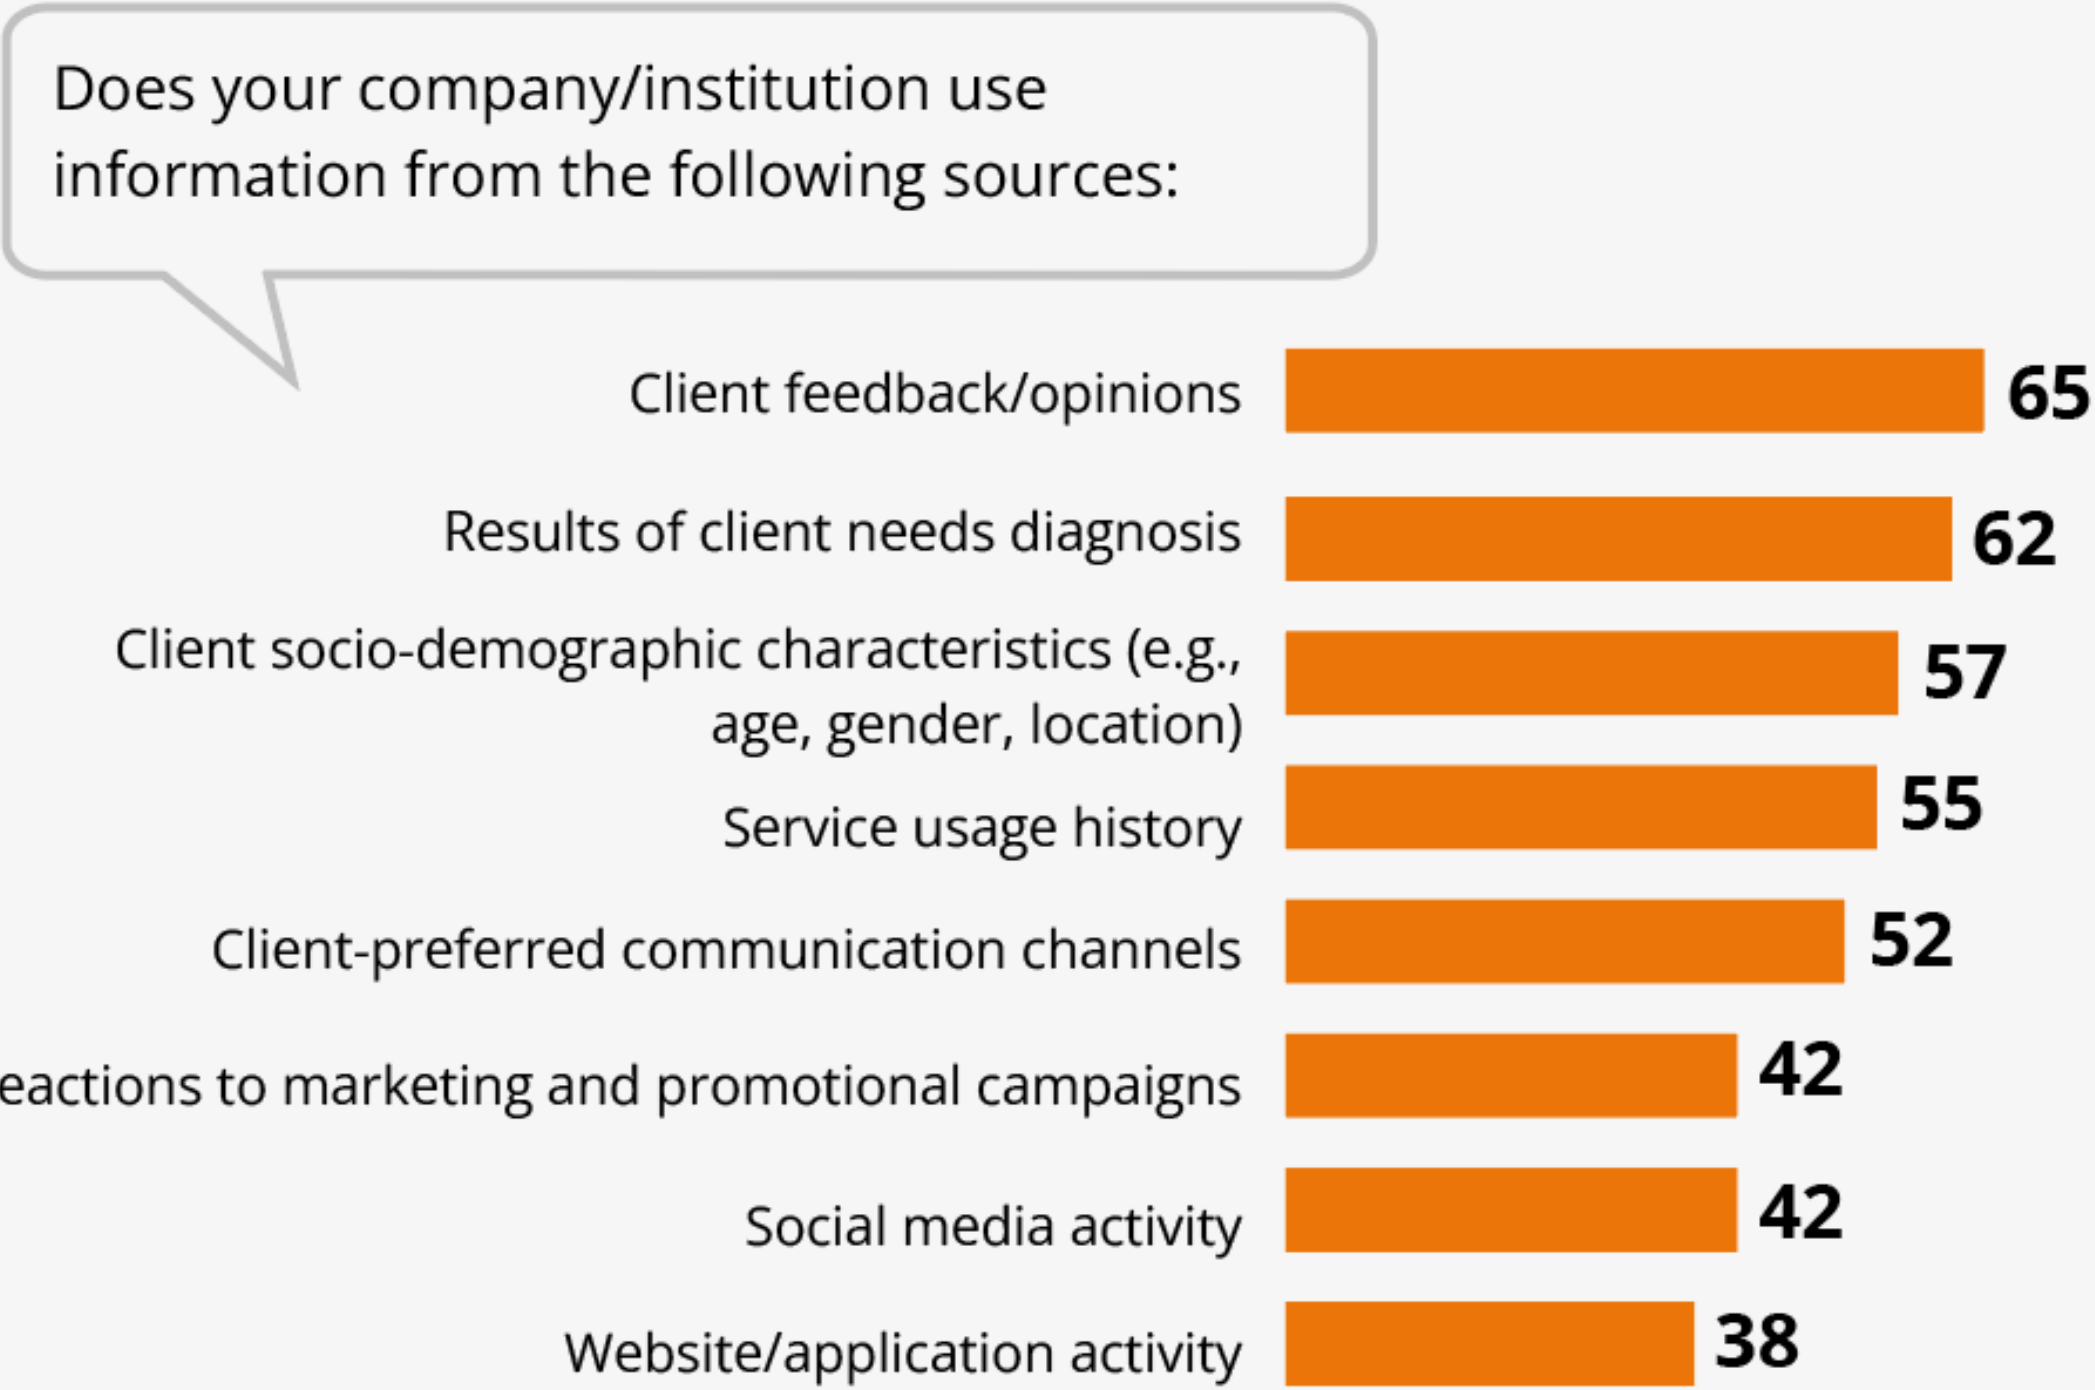 Does your company/institution use
information from the following sources:
Client feedback/opinions 65
Results of client needs diagnosis 62
Client socio-demographic characteristics (e.g.,
age, gender, location) 57
Service usage history 55
Client-preferred communication channels 52
eactions to marketing and promotional campaigns 42
Social media activity 42
Website/application activity 38